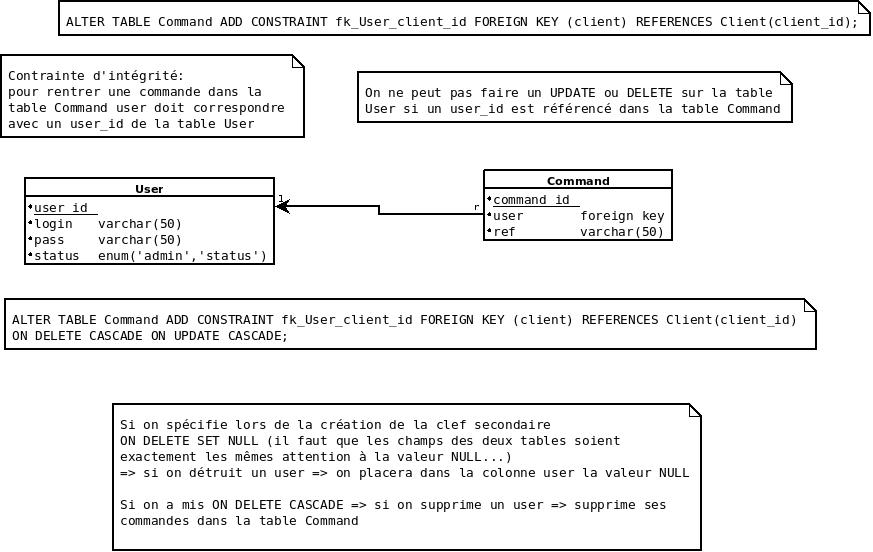 ALTER TABLE Command ADD CONSTRAINT fk_User_client_id FOREIGN KEY (client) REFERENCES Client(client_id);
Contrainte d'intégrité:
pour rentrer une commande dans la
table Command user doit correspondre
avec un user_id de la table User
On ne peut pas faire un UPDATE ou DELETE sur la table
User si un user_id est référencé dans la table Command
User
user_id
login varchar(50)
pass varchar(50)
status enum('admin','status')
1
r
Command
command_id
user foreign key
ref varchar(50)
ALTER TABLE Command ADD CONSTRAINT fk_User_client_id FOREIGN KEY (client) REFERENCES Client(client_id)
ON DELETE CASCADE ON UPDATE CASCADE;
Si on spécifie lors de la création de la clef secondaire
ON DELETE SET NULL (il faut que les champs des deux tables soient
exactement les mêmes attention à la valeur NULL...)
=> si on détruit un user => on placera dans la colonne user la valeur NULL
Si on a mis ON DELETE CASCADE => si on supprime un user => supprime ses
commandes dans la table Command